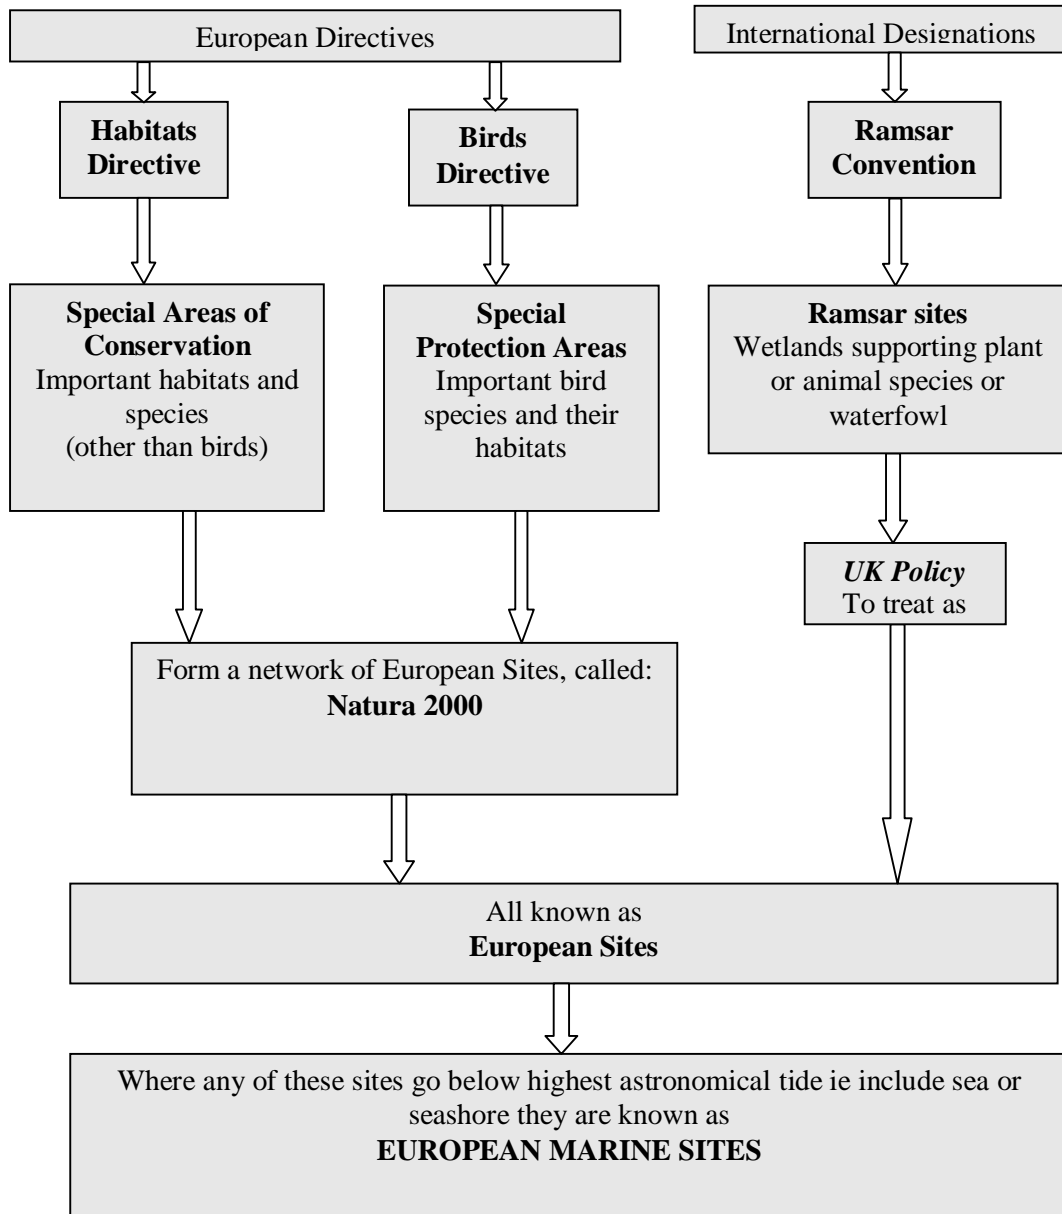 European Directives
International Designations
Habitats
Directive
Birds
Directive
Ramsar
Convention
Special Areas of
Conservation
Important habitats and
species
(other than birds)
Special
Protection Areas
Important bird
species and their
habitats
Ramsar sites
Wetlands supporting plant
or animal species or
waterfowl
UK Policy
To treat as
Form a network of European Sites, called:
Natura 2000
All known as
European Sites
Where any of these sites go below highest astronomical tide ie include sea or
seashore they are known as
EUROPEAN MARINE SITES